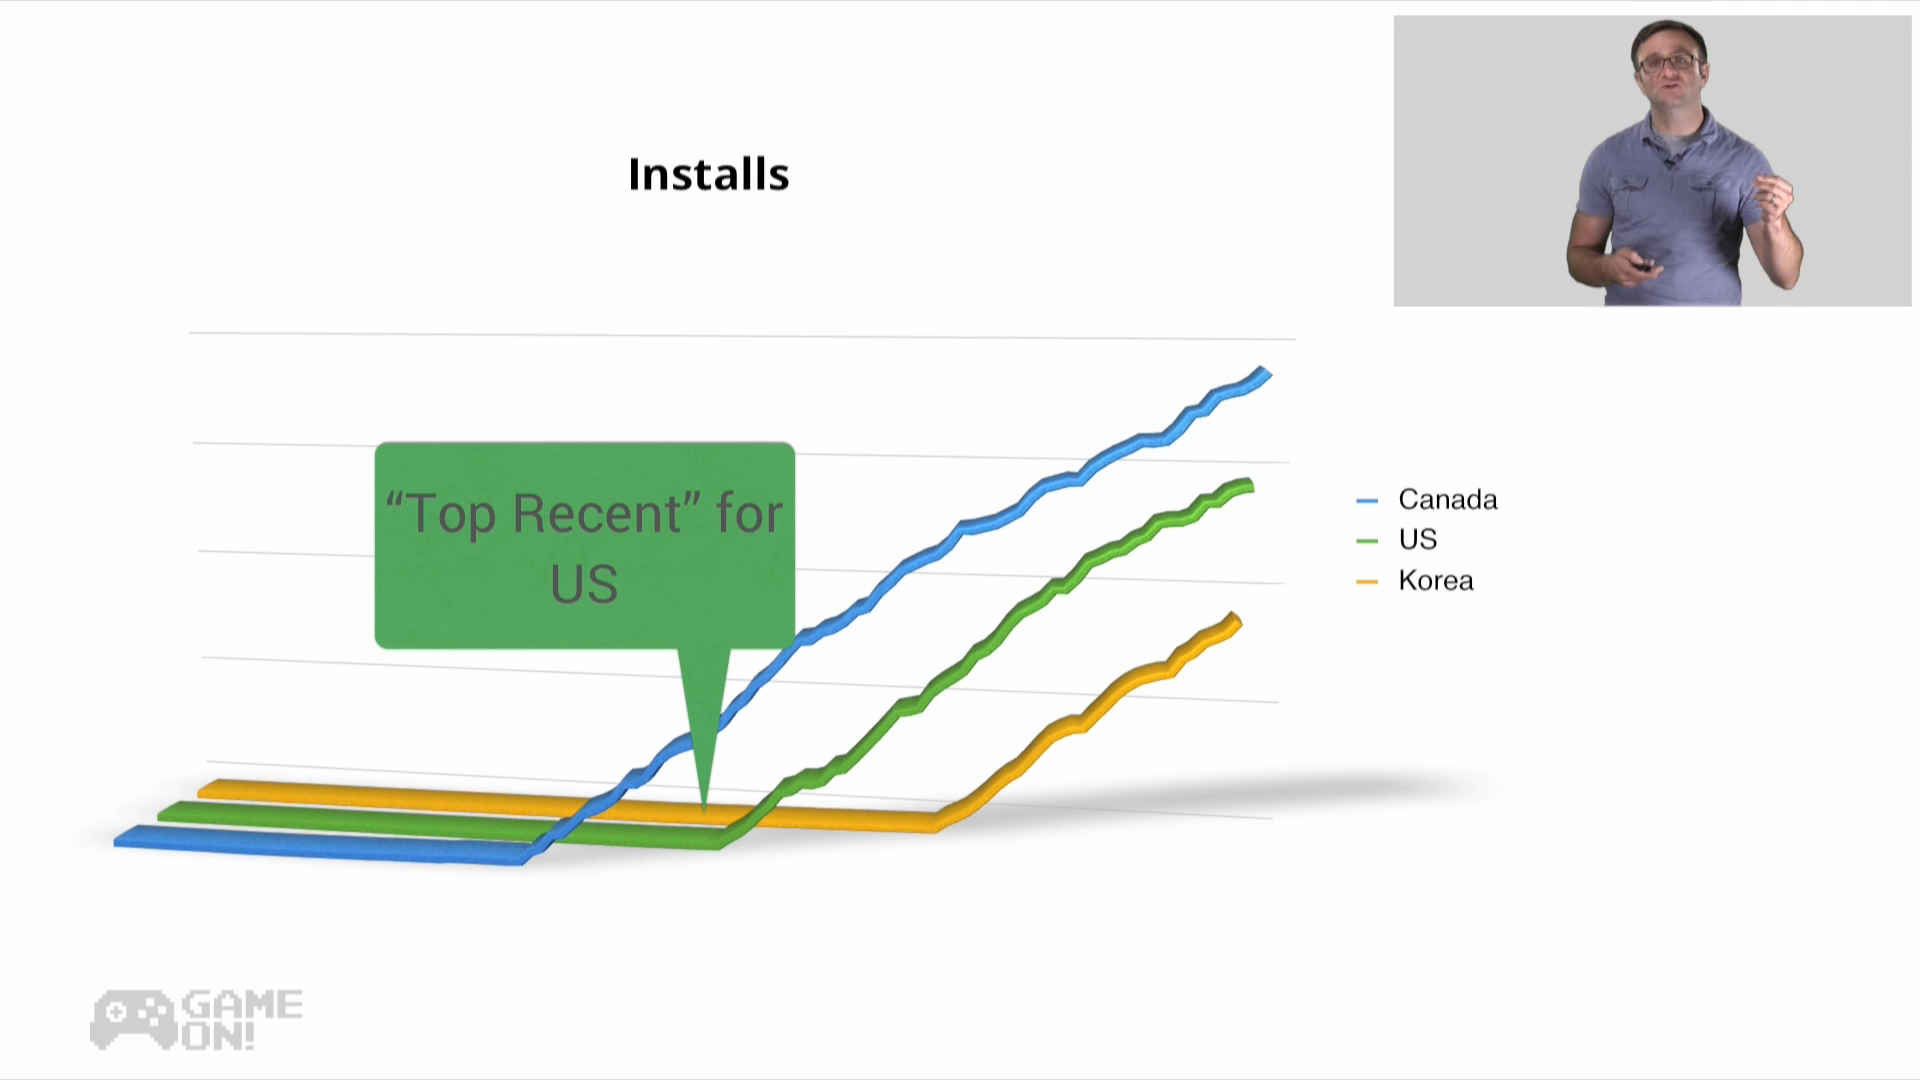 Installs
“Top Recent” for
US
Canada
US
Korea
GAME
ON!